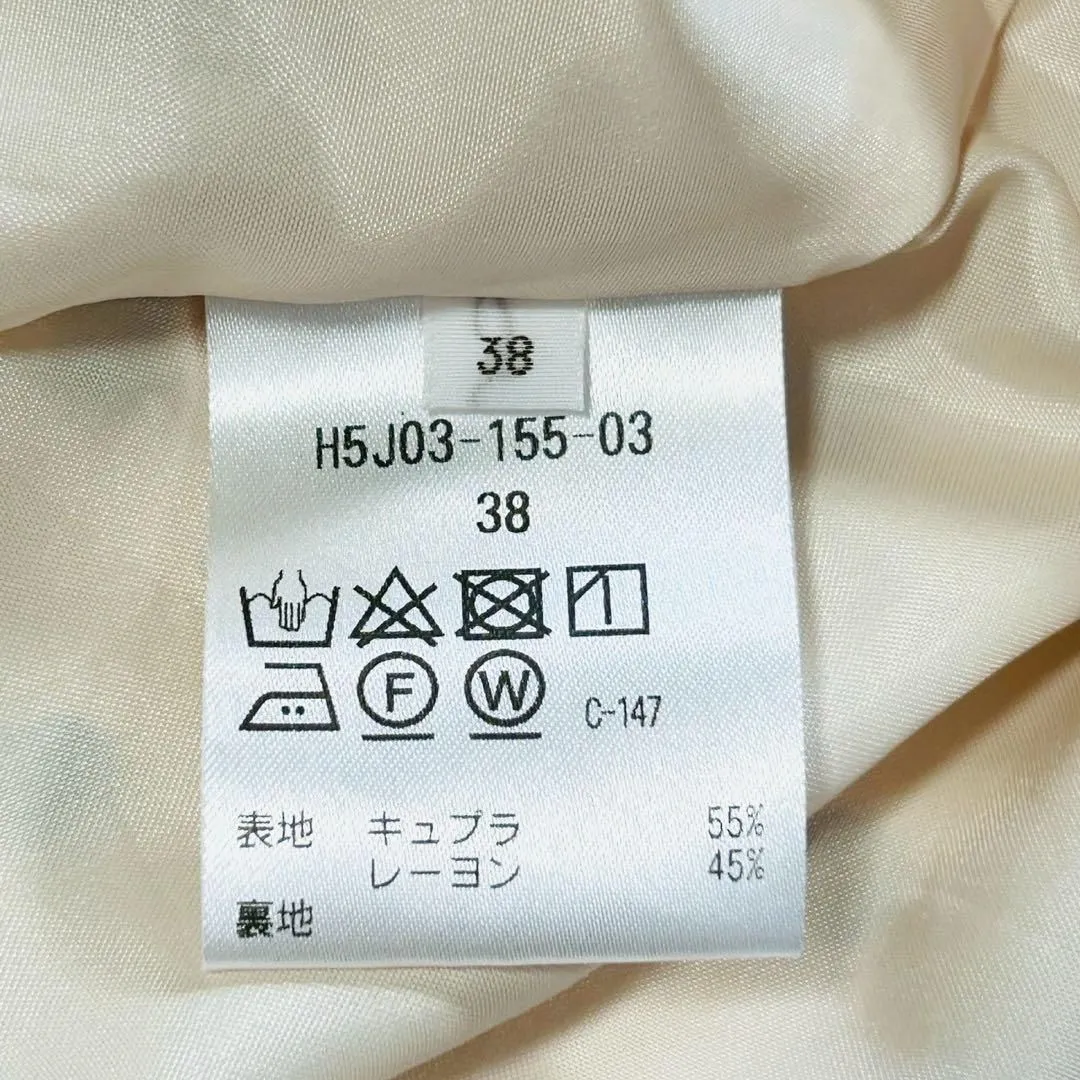 38
H5J03-155-03
38
F W C-147
表地 キュプラ 55%
レーヨン 45%
裏地